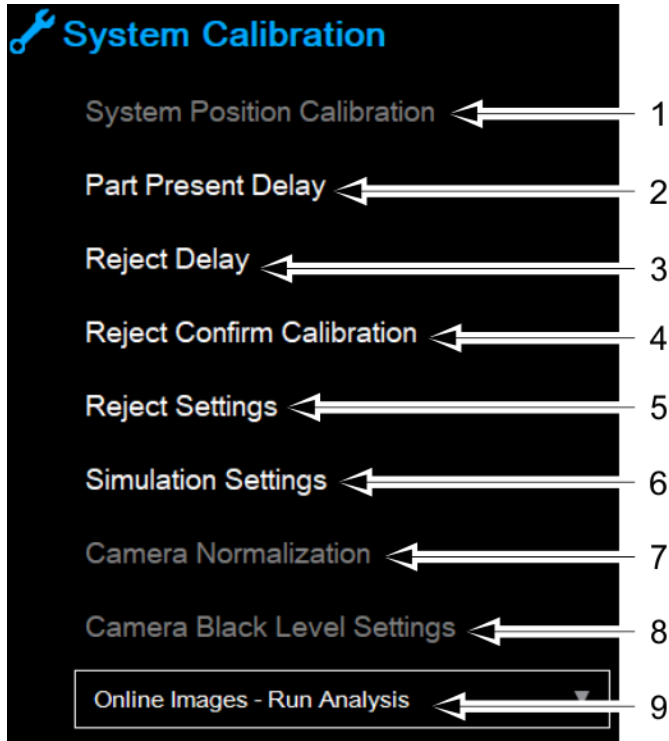 System Calibration
System Position Calibration 1
Part Present Delay 2
Reject Delay 3
Reject Confirm Calibration 4
Reject Settings 5
Simulation Settings 6
Camera Normalization 7
Camera Black Level Settings 8
Online Images - Run Analysis 9